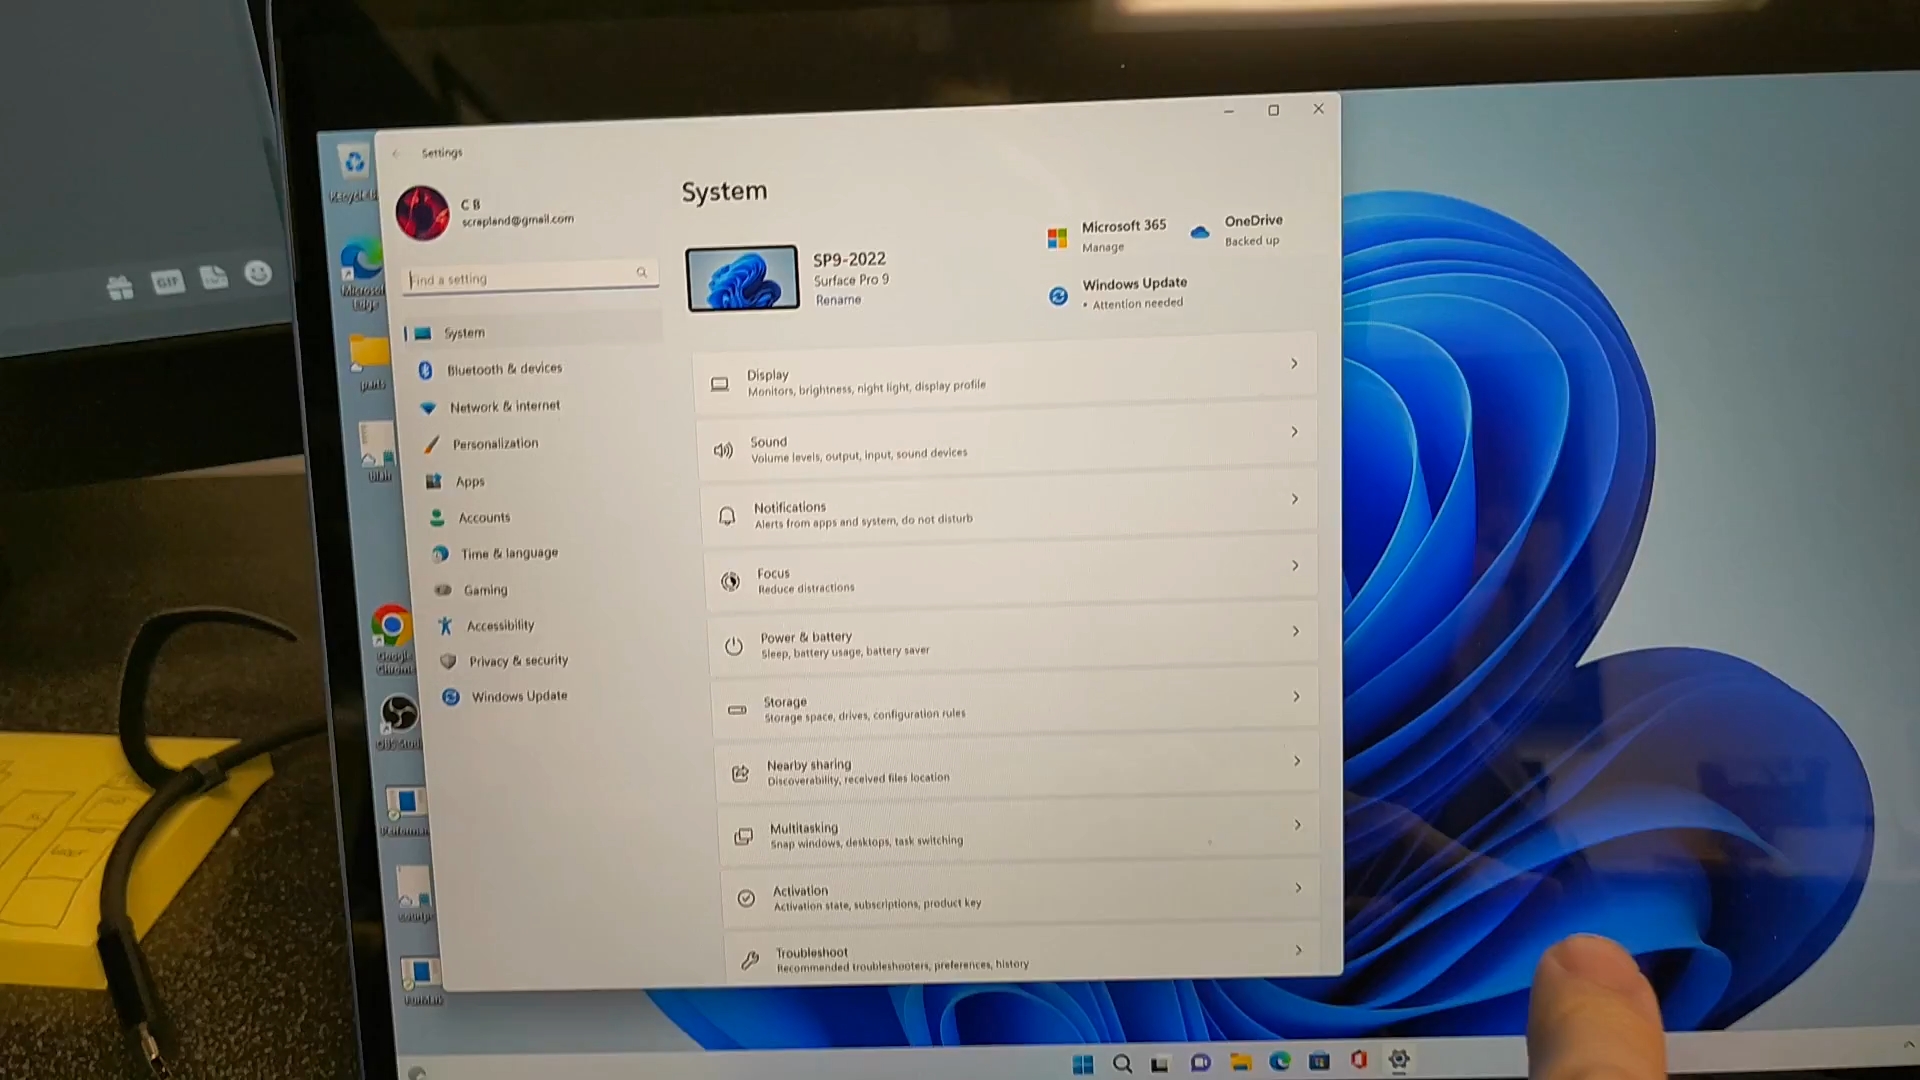 Settings
C B
scrapland@gmail.com
Find a setting
System
Bluetooth & devices
Network & internet
Personalization
Apps
Accounts
Time & language
Gaming
Accessibility
Privacy & security
Windows Update
System
SP9-2022
Surface Pro 9
Rename
Microsoft 365
Manage
OneDrive
Backed up
Windows Update
• Attention needed
Display
Monitors, brightness, night light, display profile
Sound
Volume levels, output, input, sound devices
Notifications
Alerts from apps and system, do not disturb
Focus
Reduce distractions
Power & battery
Sleep, battery usage, battery saver
Storage
Storage space, drives, configuration rules
Nearby sharing
Discoverability, received files location
Multitasking
Snap windows, desktops, task switching
Activation
Activation state, subscriptions, product key
Troubleshoot
Recommended troubleshooters, preferences, history
GIF
Microsoft
Edge
Google
Chrome